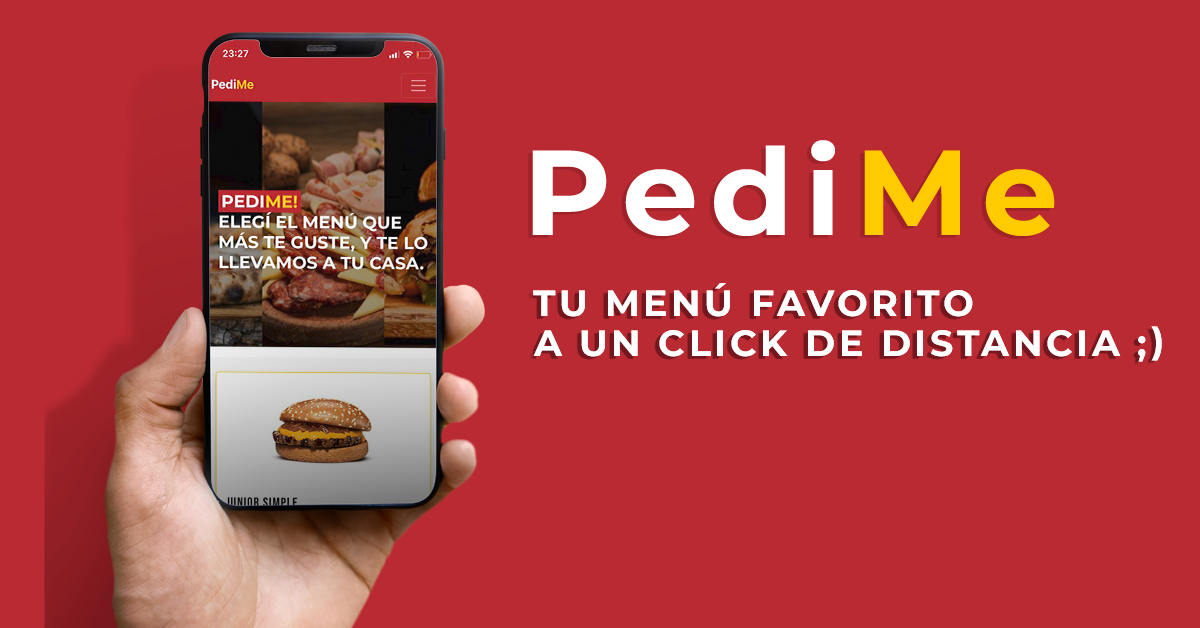 23:27
PediMe
PEDIME!
ELEGÍ EL MENÚ QUE
MÁS TE GUSTE, Y TE LO
LLEVAMOS A TU CASA.
JUNIOR SIMPLE
PediMe
TU MENÚ FAVORITO
A UN CLICK DE DISTANCIA ;)